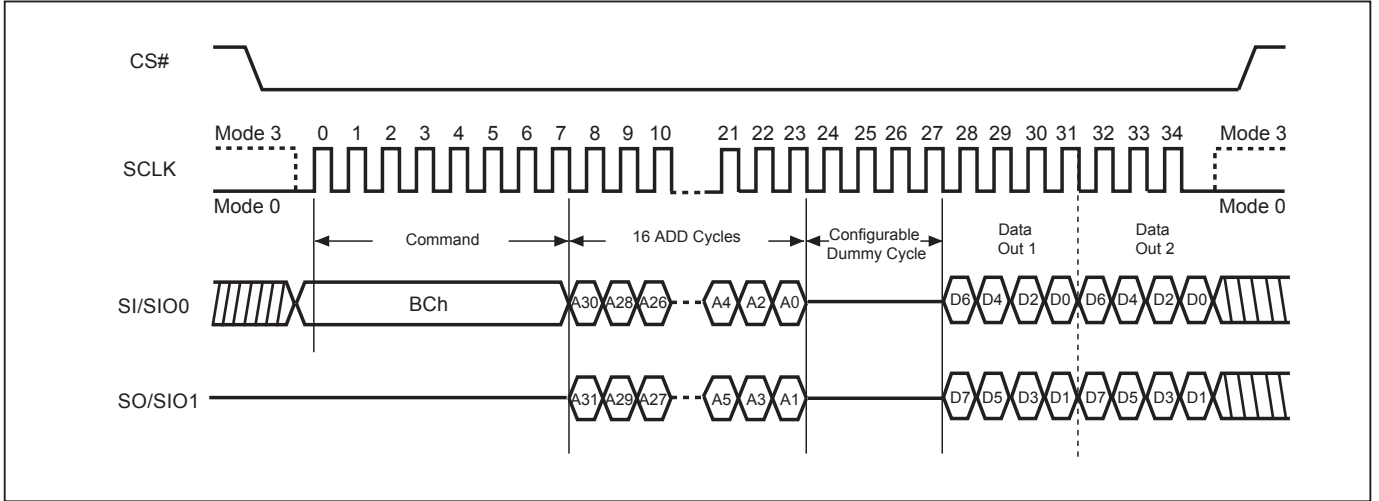 CS#
Mode 3 0 1 2 3 4 5 6 7 8 9 10 21 22 23 24 25 26 27 28 29 30 31 32 33 34 Mode 3
SCLK
Mode 0 Mode 0
Command 16 ADD Cycles Configurable Dummy Cycle Data Out 1 Data Out 2
SI/SIO0 BCh A30 A28 A26 A4 A2 A0 D6 D4 D2 D0 D6 D4 D2 D0
SO/SIO1 A31 A29 A27 A5 A3 A1 D7 D5 D3 D1 D7 D5 D3 D1